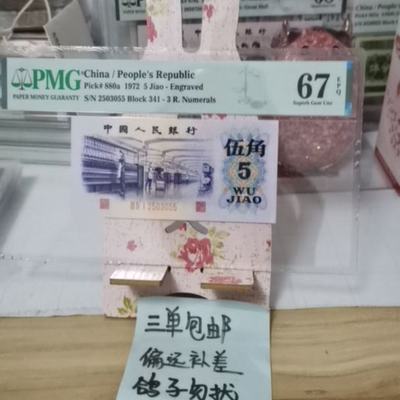 PMG
PAPER MONEY GUARANTY
China / People's Republic
Pick# 880a 1972 5 Jiao - Engraved
S/N 2503055 Block 341 - 3 R. Numerals
67 EPQ
Superb Gem Unc
中国人民银行
伍角
5
WU
JIAO
2503055
三单包邮
偏远补差
鸽子勿扰